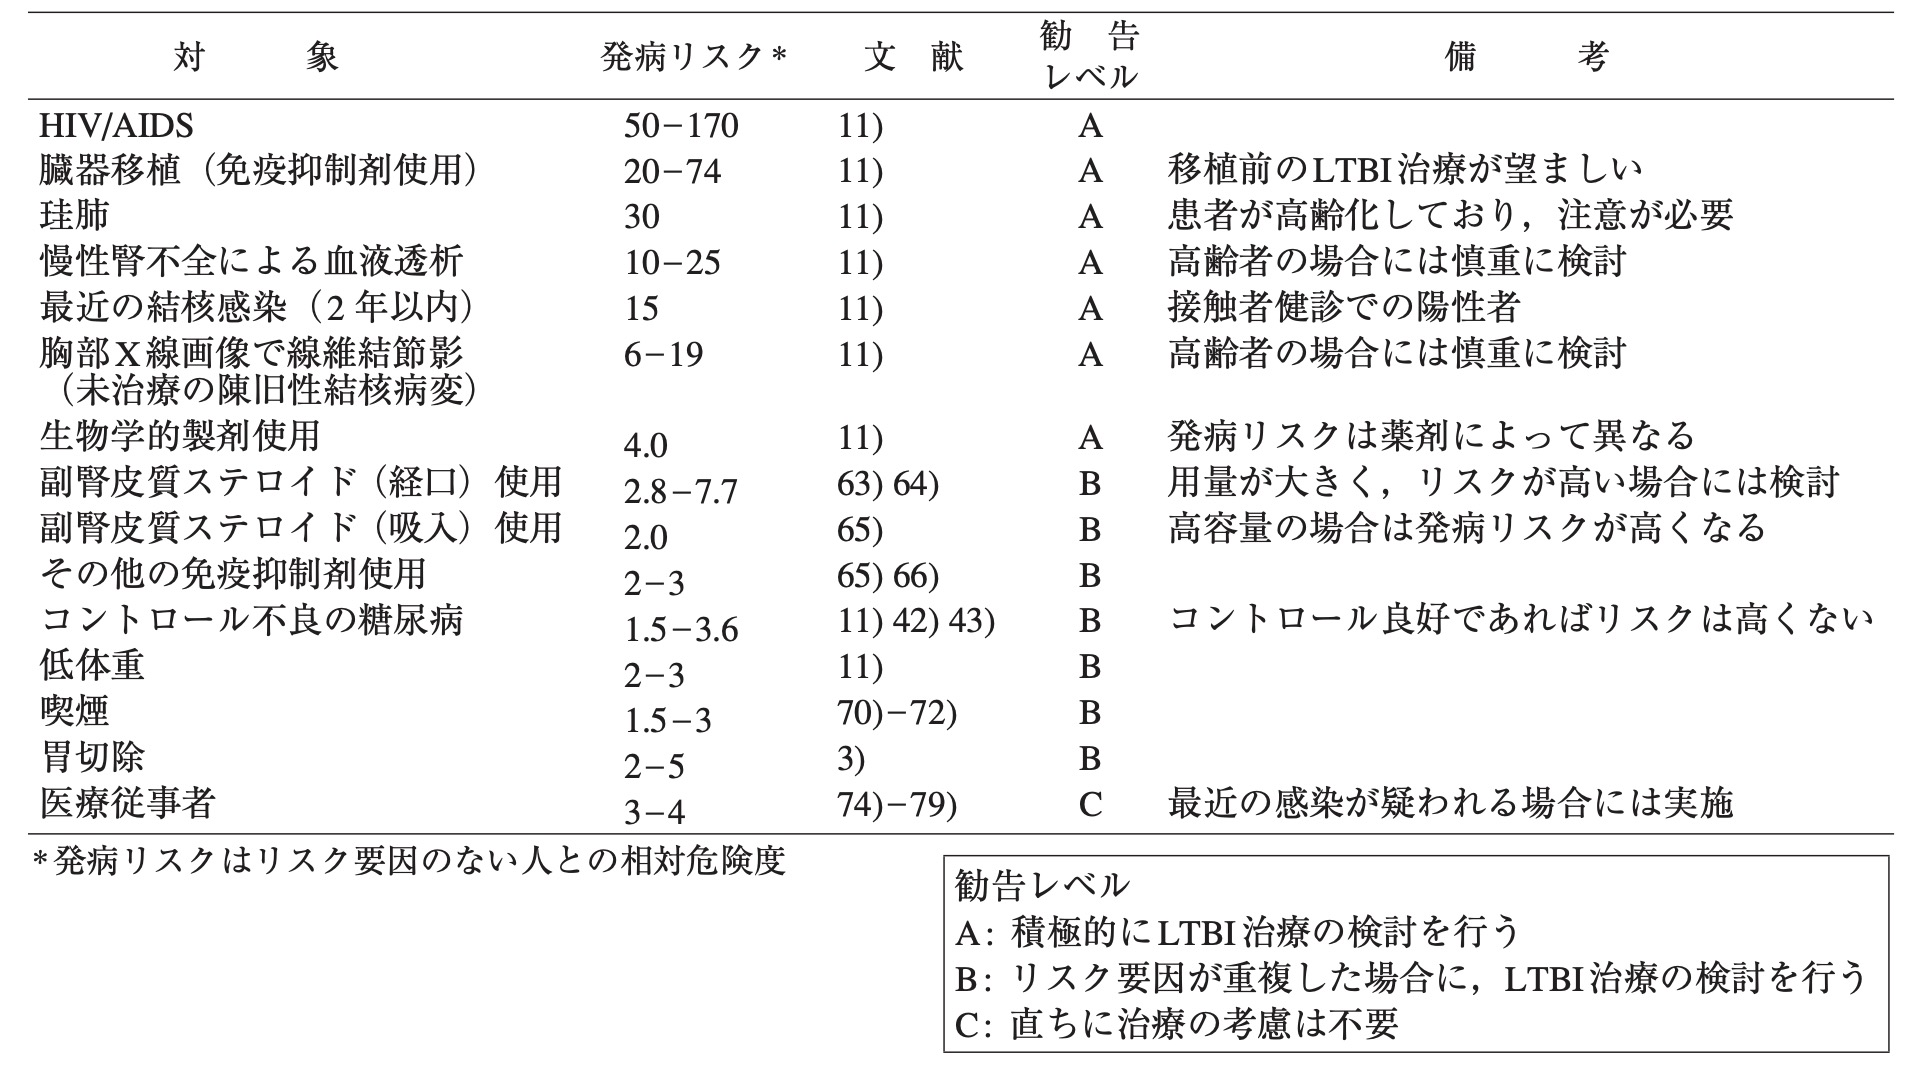 対 象 発病リスク* 文 献 勧 告 レベル 備 考
HIV/AIDS 50−170 11) A
臓器移植（免疫抑制剤使用） 20−74 11) A 移植前のLTBI治療が望ましい
珪肺 30 11) A 患者が高齢化しており，注意が必要
慢性腎不全による血液透析 10−25 11) A 高齢者の場合には慎重に検討
最近の結核感染（2年以内） 15 11) A 接触者健診での陽性者
胸部X線画像で線維結節影 6−19 11) A 高齢者の場合には慎重に検討
（未治療の陳旧性結核病変）
生物学的製剤使用 4.0 11) A 発病リスクは薬剤によって異なる
副腎皮質ステロイド（経口）使用 2.8−7.7 63) 64) B 用量が大きく，リスクが高い場合には検討
副腎皮質ステロイド（吸入）使用 2.0 65) B 高容量の場合は発病リスクが高くなる
その他の免疫抑制剤使用 2−3 65) 66) B
コントロール不良の糖尿病 1.5−3.6 11) 42) 43) B コントロール良好であればリスクは高くない
低体重 2−3 11) B
喫煙 1.5−3 70)−72) B
胃切除 2−5 3) B
医療従事者 3−4 74)−79) C 最近の感染が疑われる場合には実施
*発病リスクはリスク要因のない人との相対危険度
勧告レベル
A: 積極的にLTBI治療の検討を行う
B: リスク要因が重複した場合に，LTBI治療の検討を行う
C: 直ちに治療の考慮は不要